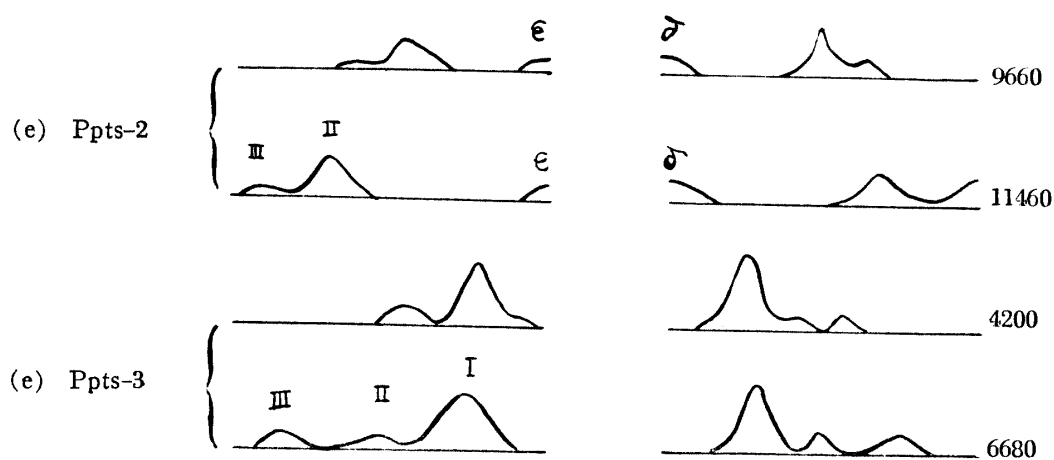 ε δ
9660
(e) Ppts-2
III II ε δ
11460
4200
(e) Ppts-3
III II I
6680